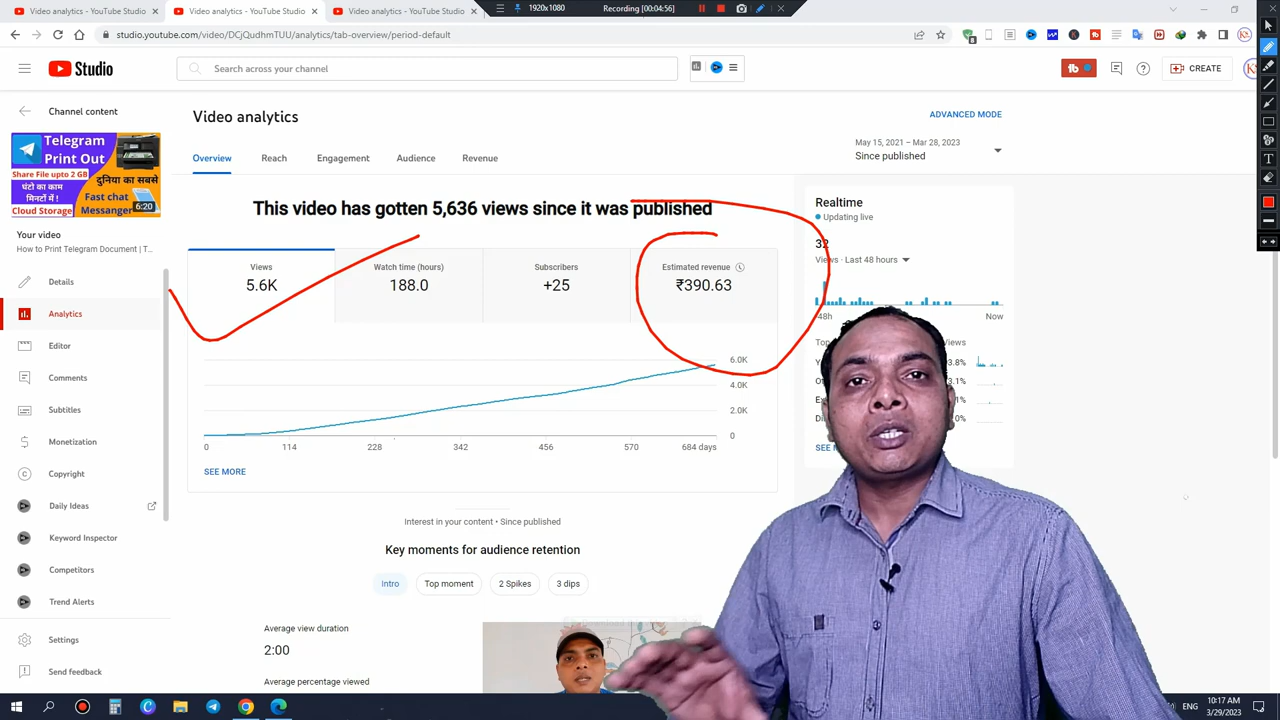 Video analytics - YouTube Studio
Video analytics - YouTube Studio
Video analytics - YouTube Studio
1920x1080
Recording [00:04:56]
studio.youtube.com/video/DCjQudhmTUU/analytics/tab-overview/period-default
Studio
Search across your channel
CREATE
Channel content
Telegram
Print Out
Share File upto 2 GB
घंटो का काम
मिनटों में !
Cloud Storage
दुनिया का सबसे
Fast chat
Messenger
6:20
Your video
How to Print Telegram Document | T...
Details
Analytics
Editor
Comments
Subtitles
Monetization
Copyright
Daily Ideas
Keyword Inspector
Competitors
Trend Alerts
Settings
Send feedback
Video analytics
ADVANCED MODE
Overview
Reach
Engagement
Audience
Revenue
May 15, 2021 – Mar 28, 2023
Since published
This video has gotten 5,636 views since it was published
Views
5.6K
Watch time (hours)
188.0
Subscribers
+25
Estimated revenue
₹390.63
6.0K
4.0K
2.0K
0
0 114 228 342 456 570 684 days
SEE MORE
Realtime
Updating live
32
Views · Last 48 hours
48h
Now
Views
Interest in your content • Since published
Key moments for audience retention
Intro
Top moment
2 Spikes
3 dips
Average view duration
2:00
Average percentage viewed
ENG
10:17 AM
3/29/2023